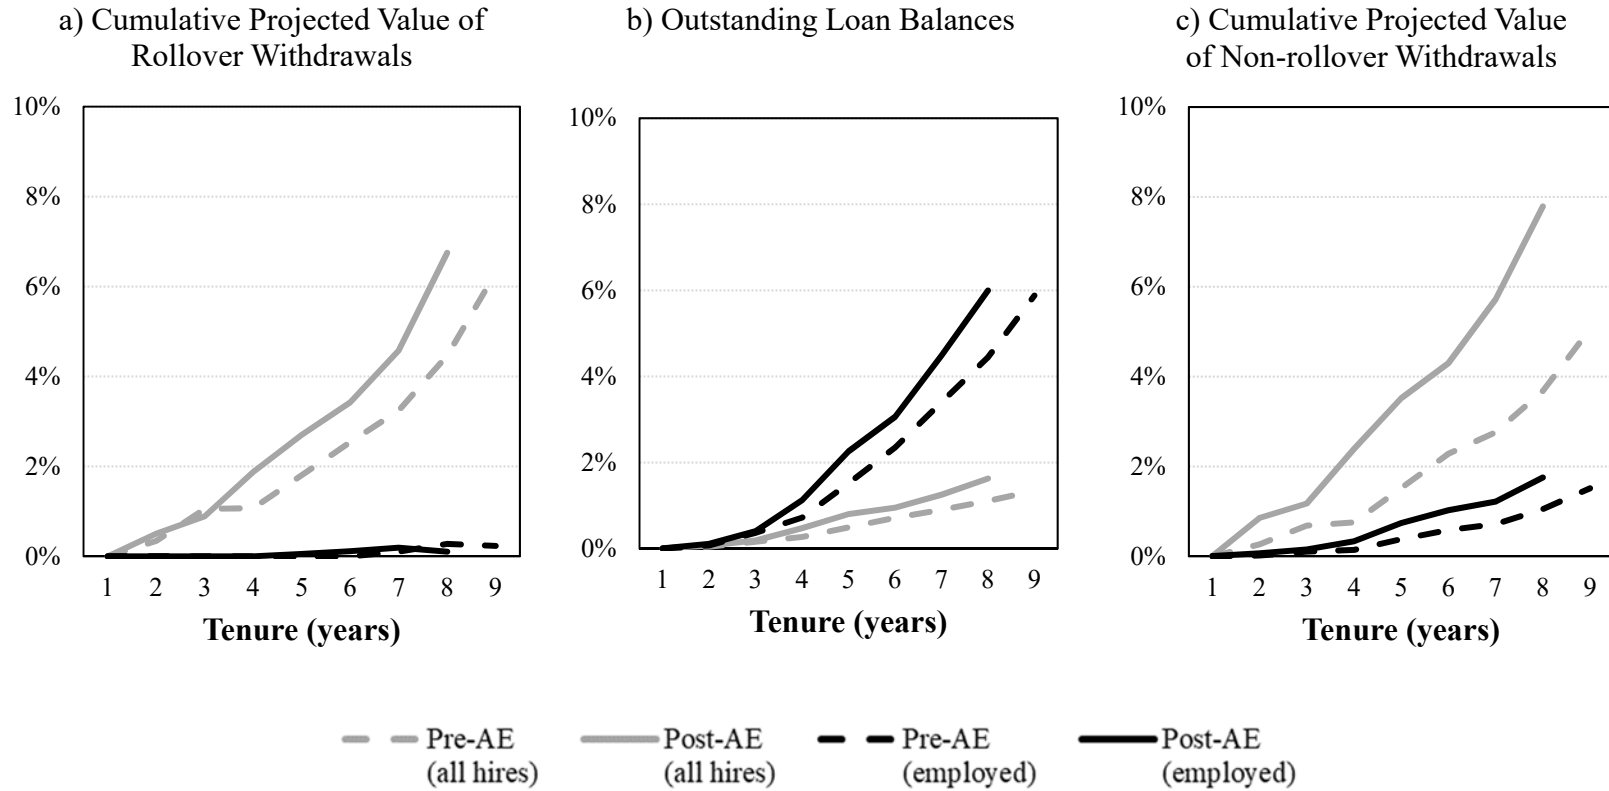 a) Cumulative Projected Value of
Rollover Withdrawals
10%
8%
6%
4%
2%
0%
1 2 3 4 5 6 7 8 9
Tenure (years)
b) Outstanding Loan Balances
10%
8%
6%
4%
2%
0%
1 2 3 4 5 6 7 8 9
Tenure (years)
c) Cumulative Projected Value
of Non-rollover Withdrawals
10%
8%
6%
4%
2%
0%
1 2 3 4 5 6 7 8 9
Tenure (years)
Pre-AE
(all hires)
Post-AE
(all hires)
Pre-AE
(employed)
Post-AE
(employed)